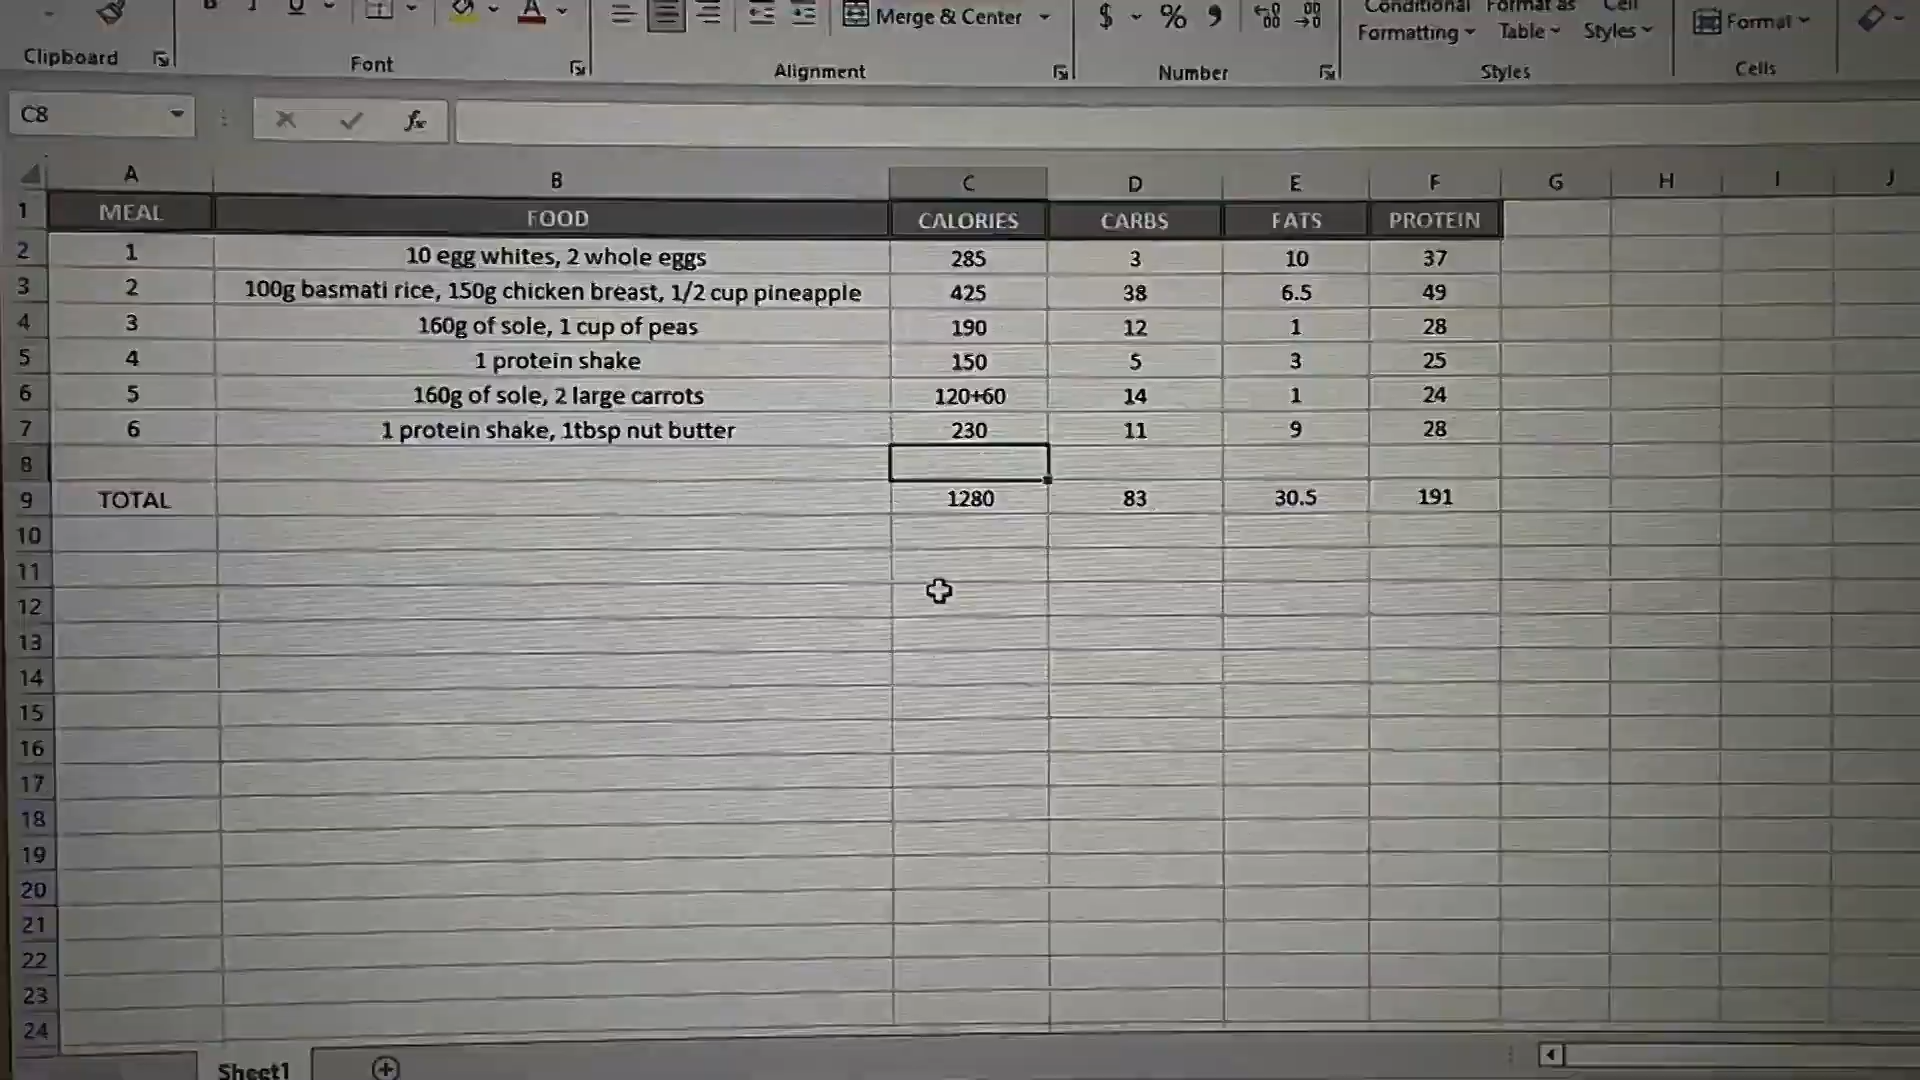 Conditional Format as Cell
Merge & Center $ % Formatting Table Styles Format
Clipboard Font Alignment Number Styles Cells
C8 fx
A B C D E F G H I J
1 MEAL FOOD CALORIES CARBS FATS PROTEIN
2 1 10 egg whites, 2 whole eggs 285 3 10 37
3 2 100g basmati rice, 150g chicken breast, 1/2 cup pineapple 425 38 6.5 49
4 3 160g of sole, 1 cup of peas 190 12 1 28
5 4 1 protein shake 150 5 3 25
6 5 160g of sole, 2 large carrots 120+60 14 1 24
7 6 1 protein shake, 1tbsp nut butter 230 11 9 28
8
9 TOTAL 1280 83 30.5 191
10
11
12
13
14
15
16
17
18
19
20
21
22
23
24
Sheet1